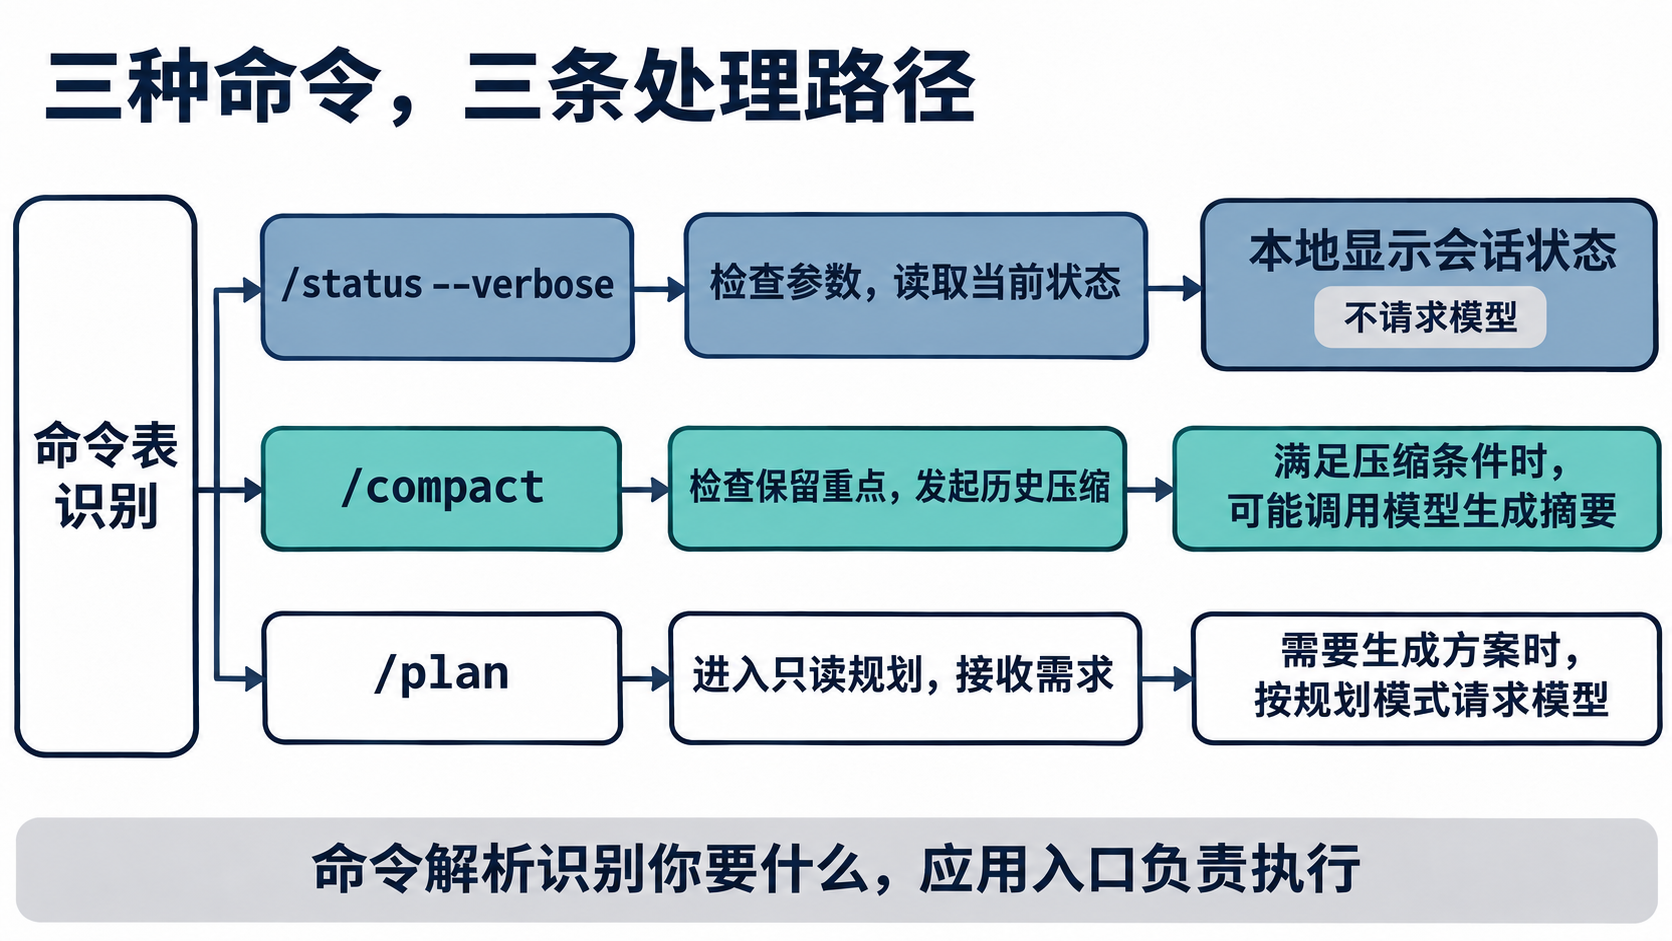 三种命令，三条处理路径
命令表
识别
/status --verbose
检查参数，读取当前状态
本地显示会话状态
不请求模型
/compact
检查保留重点，发起历史压缩
满足压缩条件时，
可能调用模型生成摘要
/plan
进入只读规划，接收需求
需要生成方案时，
按规划模式请求模型
命令解析识别你要什么，应用入口负责执行